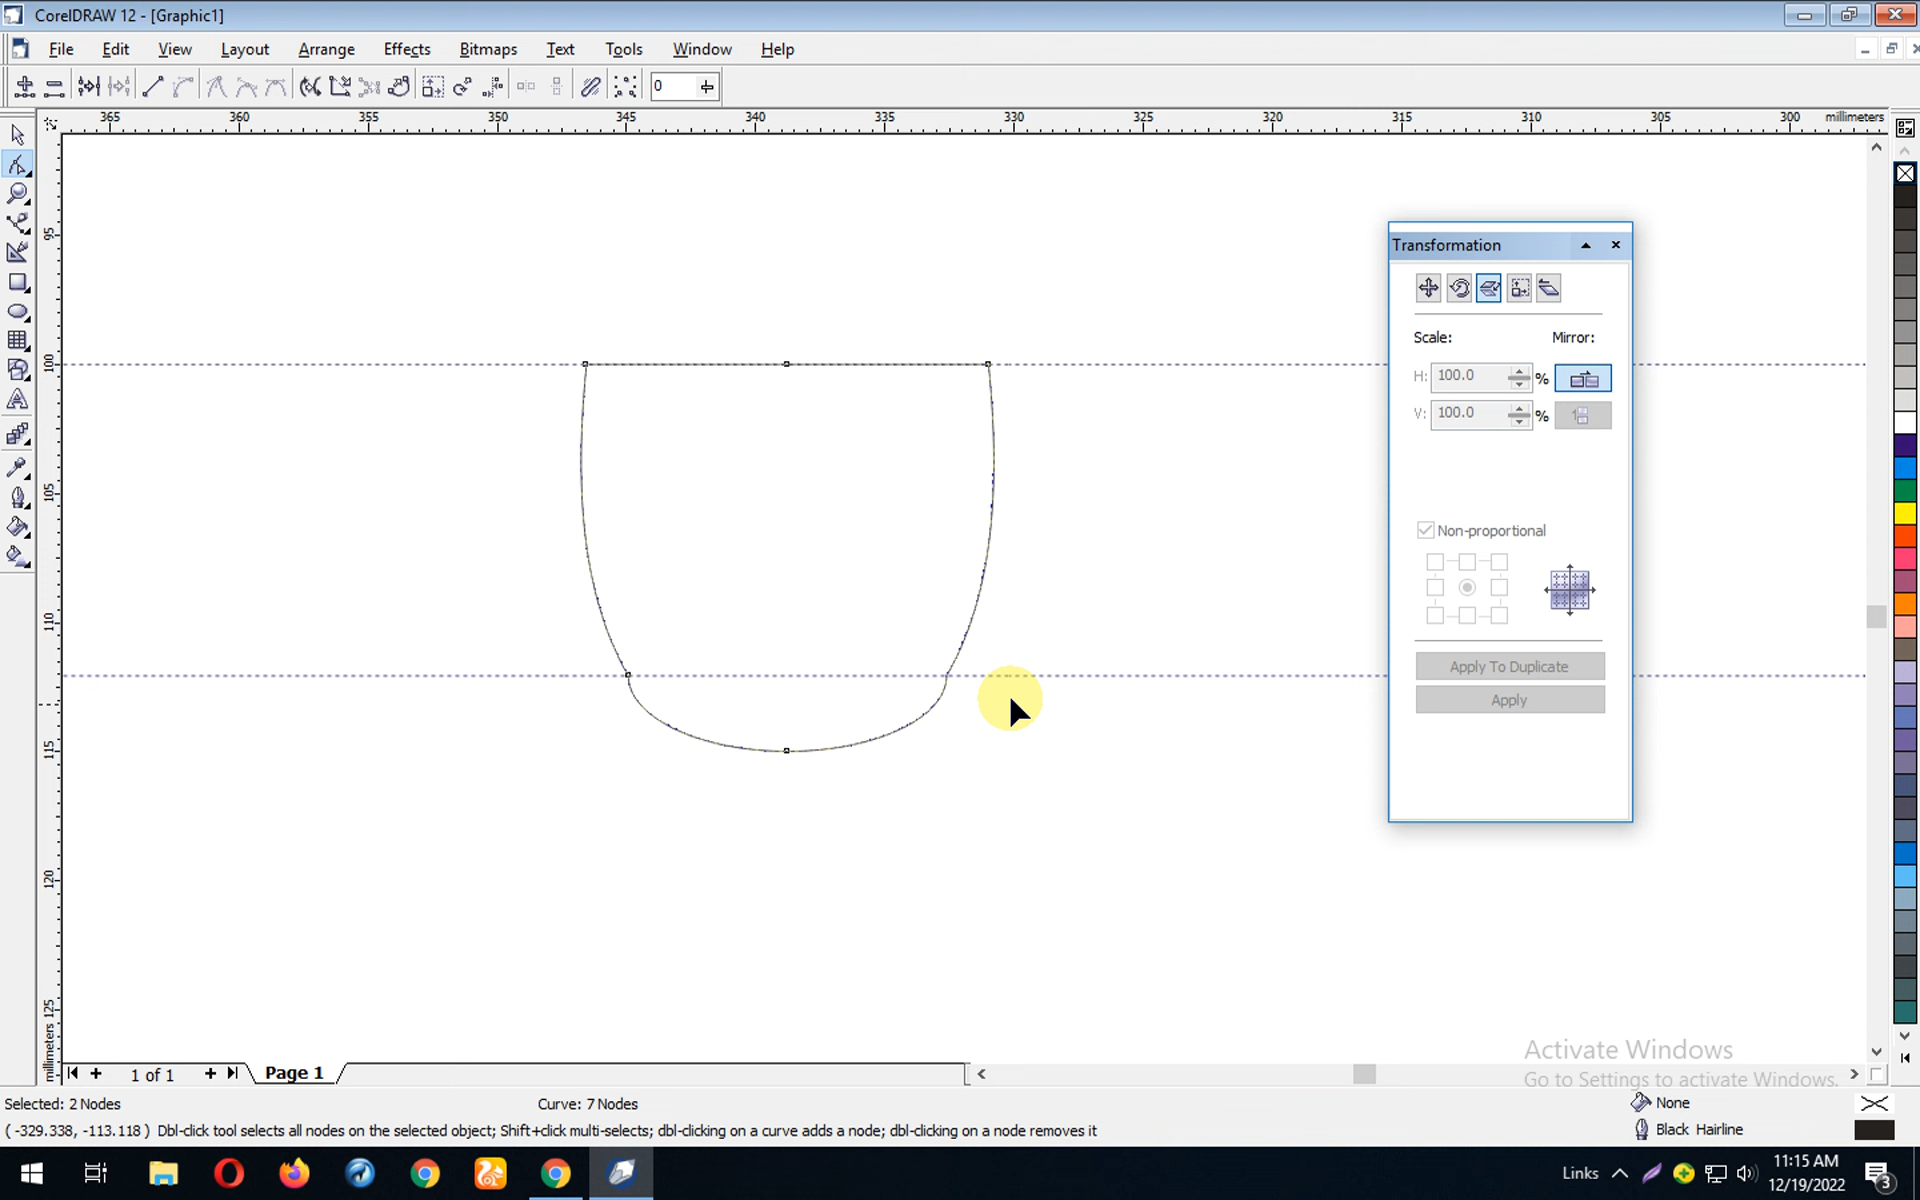 CorelDRAW 12 - [Graphic1]
File Edit View Layout Arrange Effects Bitmaps Text Tools Window Help
0
365 360 355 350 345 340 335 330 325 320 315 310 305 300 millimeters
95
100
105
110
115
120
125
millimeters
Transformation
Scale: Mirror:
H: 100.0 %
V: 100.0 %
Non-proportional
Apply To Duplicate
Apply
Activate Windows
Go to Settings to activate Windows.
1 of 1 Page 1
Selected: 2 Nodes Curve: 7 Nodes None
( -329.338, -113.118 ) Dbl-click tool selects all nodes on the selected object; Shift+click multi-selects; dbl-clicking on a curve adds a node; dbl-clicking on a node removes it Black Hairline
Links 11:15 AM
12/19/2022 3